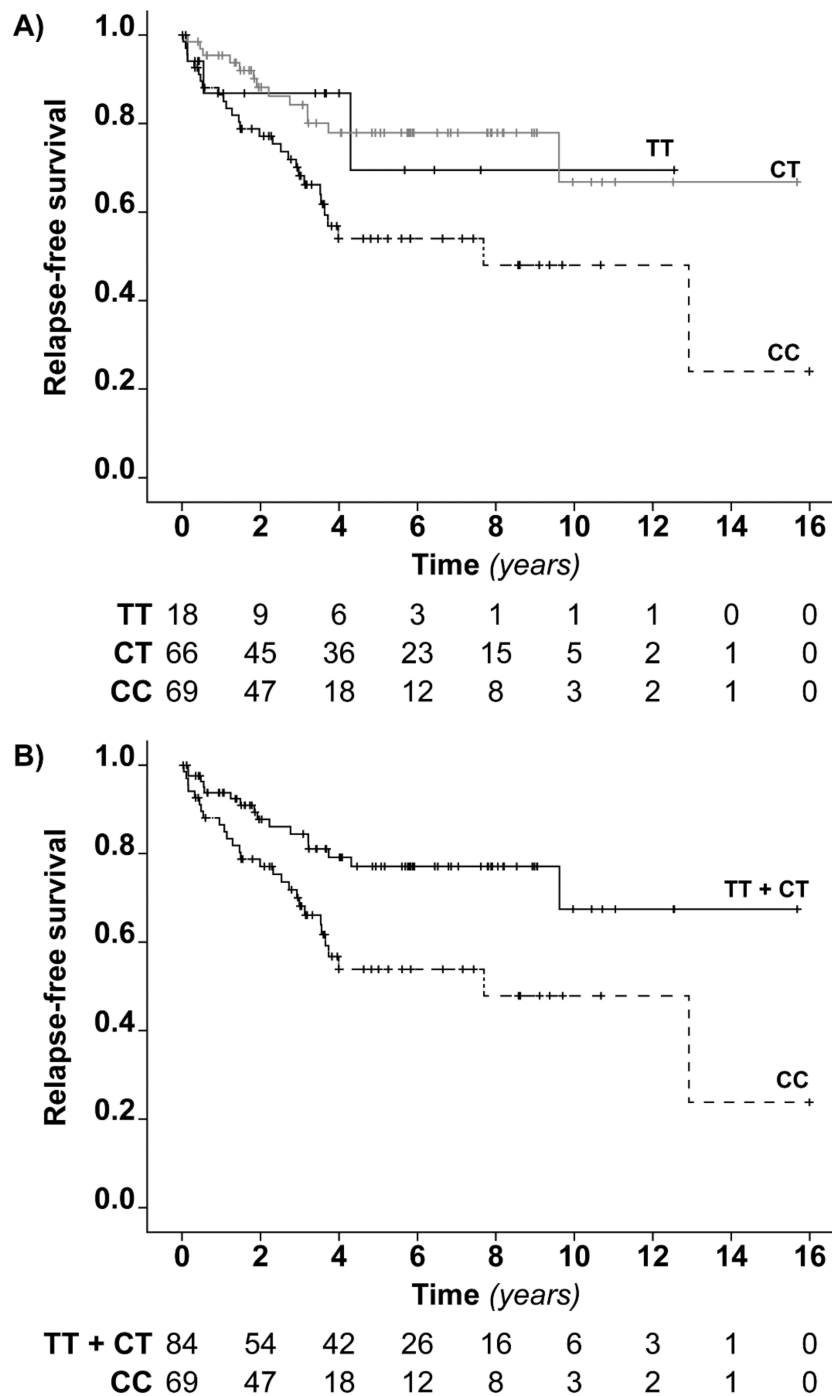 A)
Relapse-free survival
1.0
0.8
0.6
0.4
0.2
0.0
TT
CT
CC
0 2 4 6 8 10 12 14 16
Time (years)
TT 18 9 6 3 1 1 1 0 0
CT 66 45 36 23 15 5 2 1 0
CC 69 47 18 12 8 3 2 1 0
B)
Relapse-free survival
1.0
0.8
0.6
0.4
0.2
0.0
TT + CT
CC
0 2 4 6 8 10 12 14 16
Time (years)
TT + CT 84 54 42 26 16 6 3 1 0
CC 69 47 18 12 8 3 2 1 0